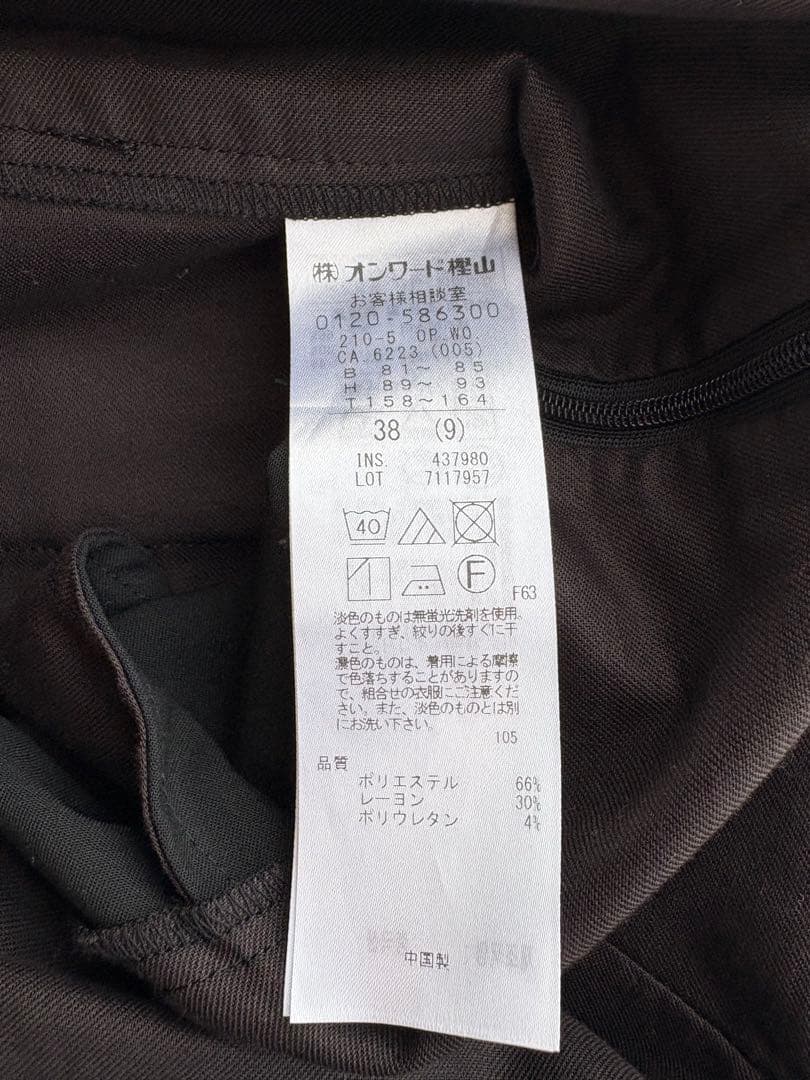 ㈱オンワード樫山
お客様相談室
0120-586300
210-5 OP WO.
CA 6223 (005)
B 81～ 85
H 89～ 93
T 158～164
38 (9)
INS. 437980
LOT 7117957
40
F
F63
淡色のものは無蛍光洗剤を使用。
よくすすぎ、絞りの後すぐに干
すこと。
濃色のものは、着用による摩擦
で色落ちすることがありますの
で、組合せの衣服にご注意くだ
さい。また、淡色のものとは別
にお洗い下さい。
105
品質
ポリエステル 66%
レーヨン 30%
ポリウレタン 4%
中国製